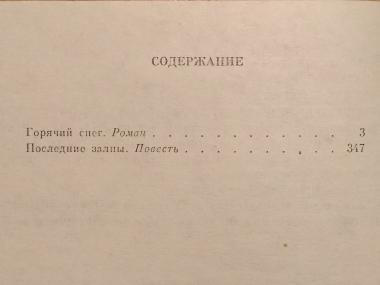 СОДЕРЖАНИЕ
Горячий снег. Роман . . . . . . . . . . . . 3
Последние залпы. Повесть . . . . . . . . . . 347